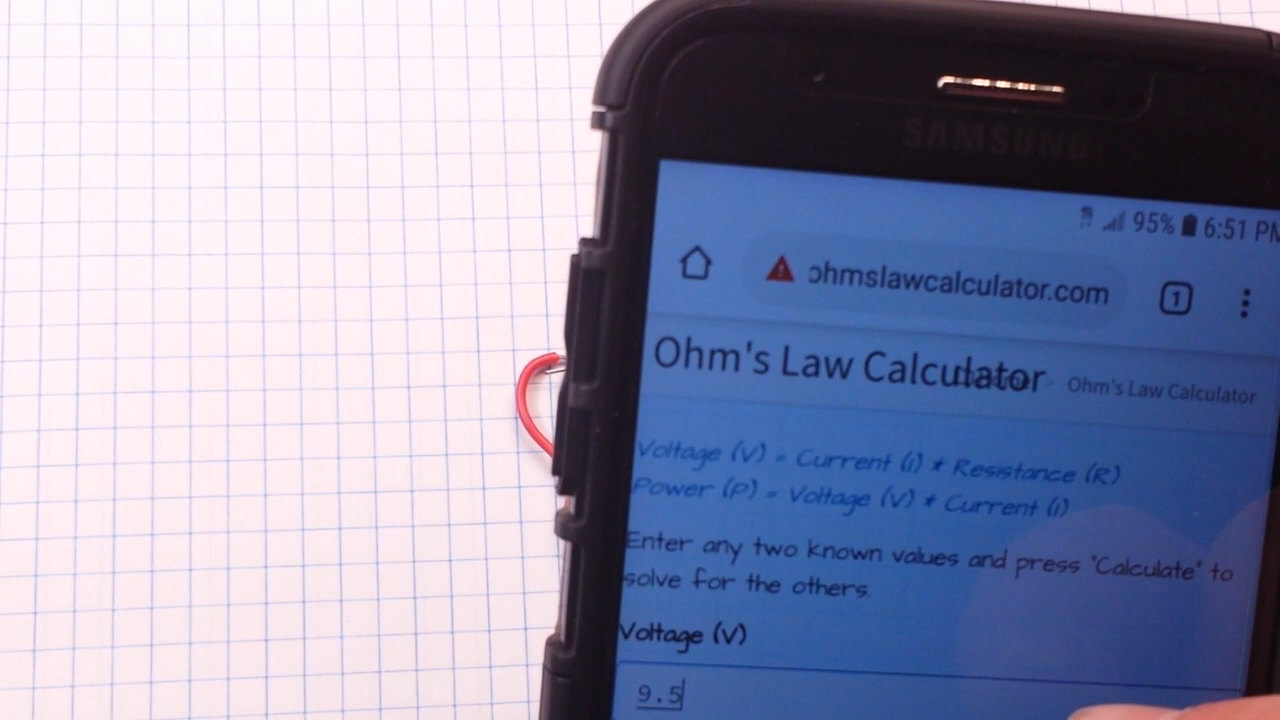 SAMSUNG
95% 6:51 PM
ohmslawcalculator.com 1
Ohm's Law Calculator Ohm's Law Calculator
Voltage (V) = Current (I) * Resistance (R)
Power (P) = Voltage (V) * Current (I)
Enter any two known values and press "Calculate" to
solve for the others.
Voltage (V)
9.5